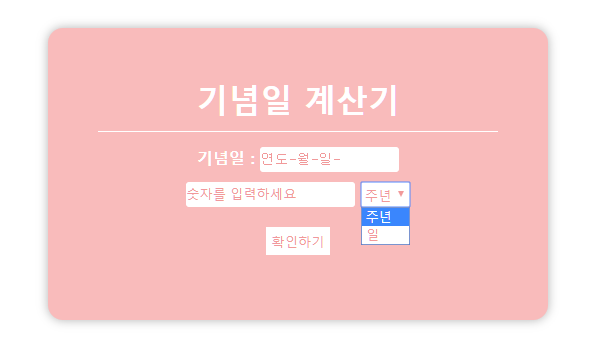 기념일 계산기
기념일 : 연도-월-일-
숫자를 입력하세요 주년
주년
일
확인하기